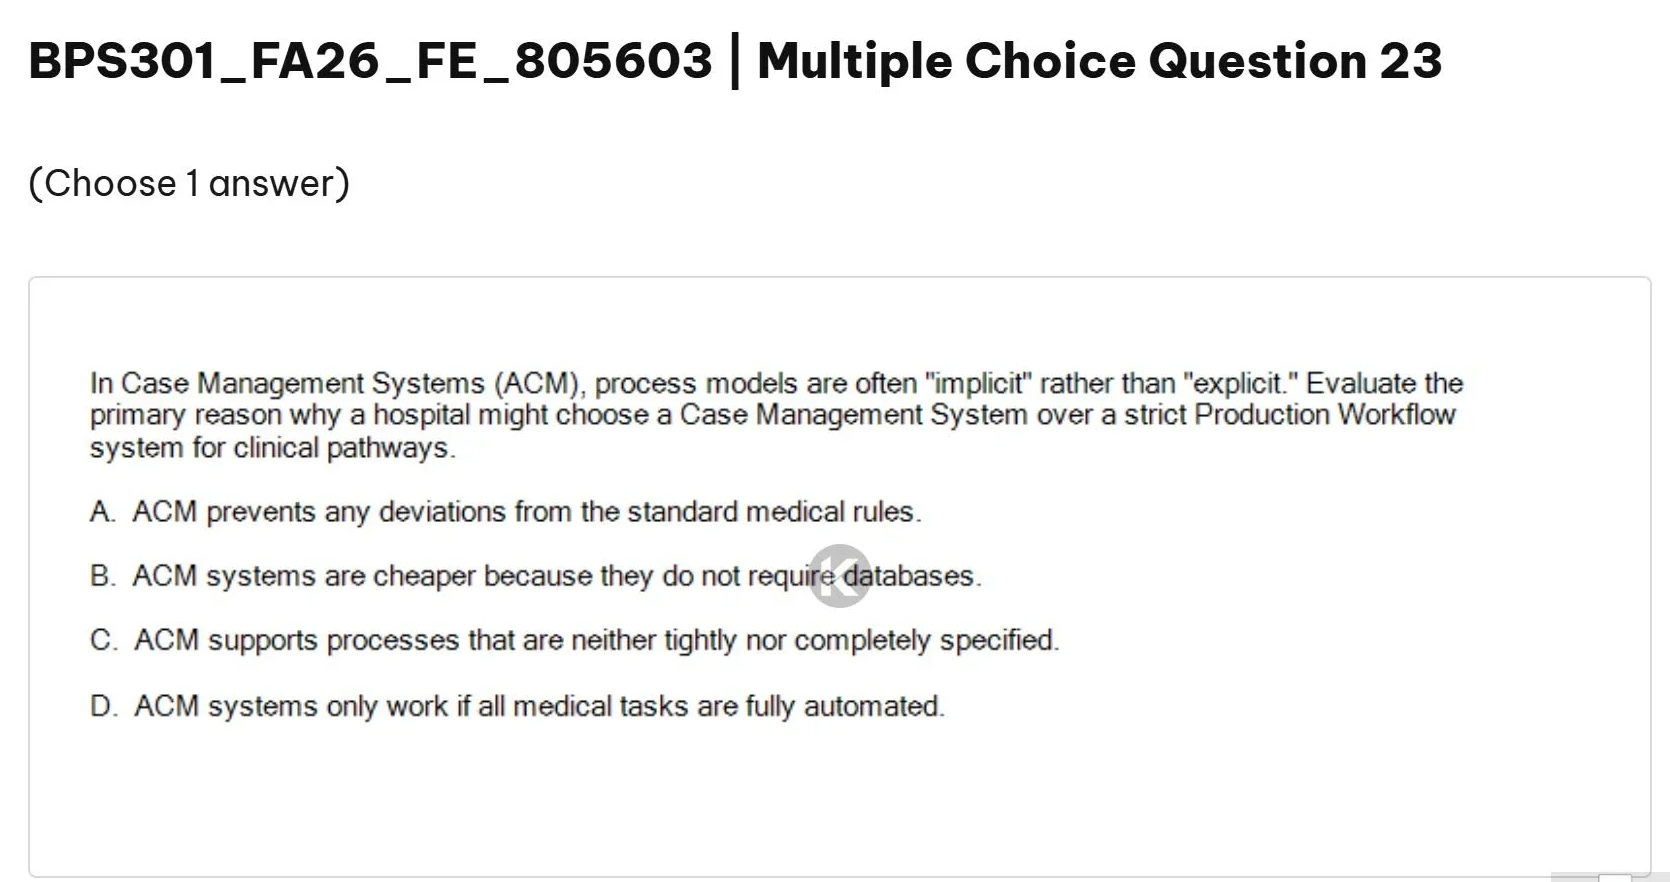 BPS301_FA26_FE_805603 | Multiple Choice Question 23
(Choose 1 answer)
In Case Management Systems (ACM), process models are often "implicit" rather than "explicit." Evaluate the
primary reason why a hospital might choose a Case Management System over a strict Production Workflow
system for clinical pathways.
A. ACM prevents any deviations from the standard medical rules.
B. ACM systems are cheaper because they do not require databases.
C. ACM supports processes that are neither tightly nor completely specified.
D. ACM systems only work if all medical tasks are fully automated.